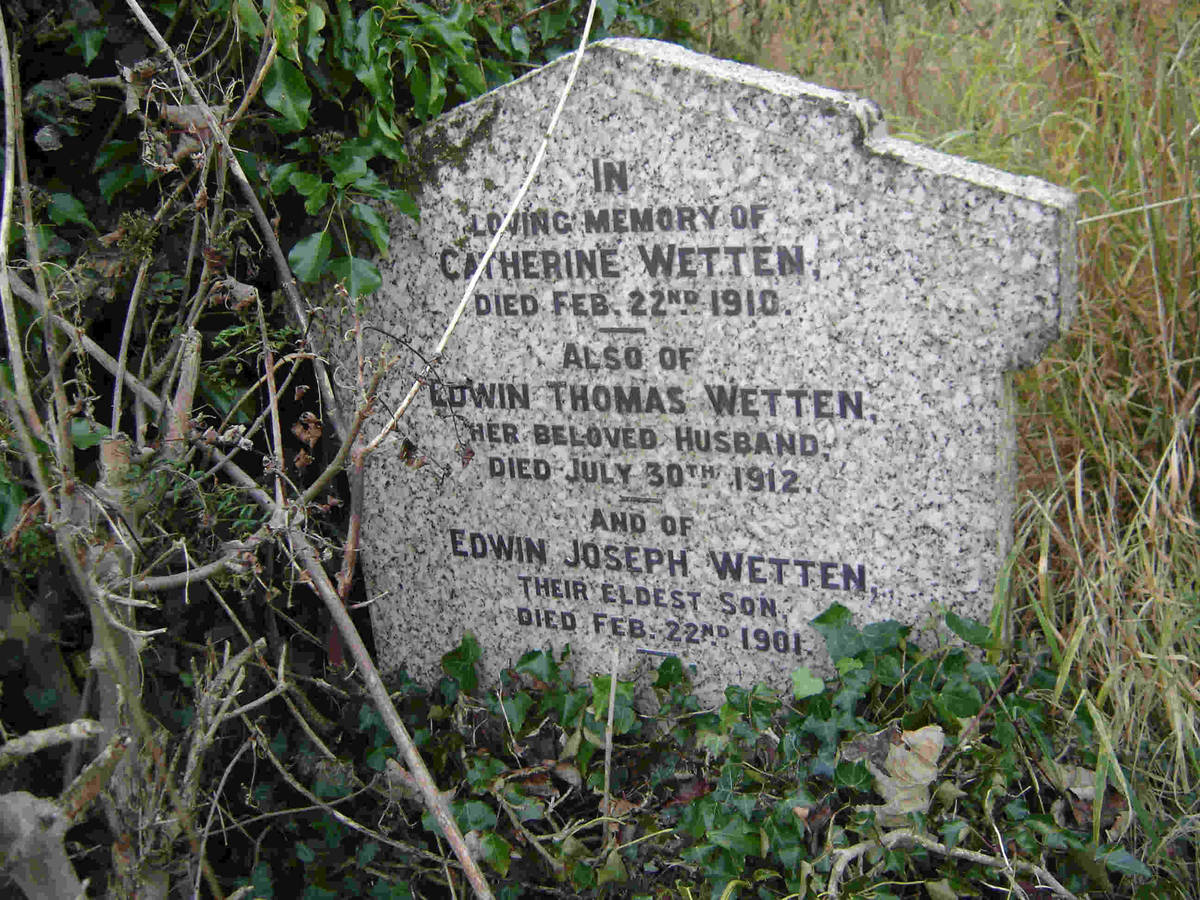 IN
LOVING MEMORY OF
CATHERINE WETTEN,
DIED FEB. 22ND. 1910.
ALSO OF
EDWIN THOMAS WETTEN,
HER BELOVED HUSBAND,
DIED JULY 30TH. 1912.
AND OF
EDWIN JOSEPH WETTEN,
THEIR ELDEST SON,
DIED FEB. 22ND 1901.